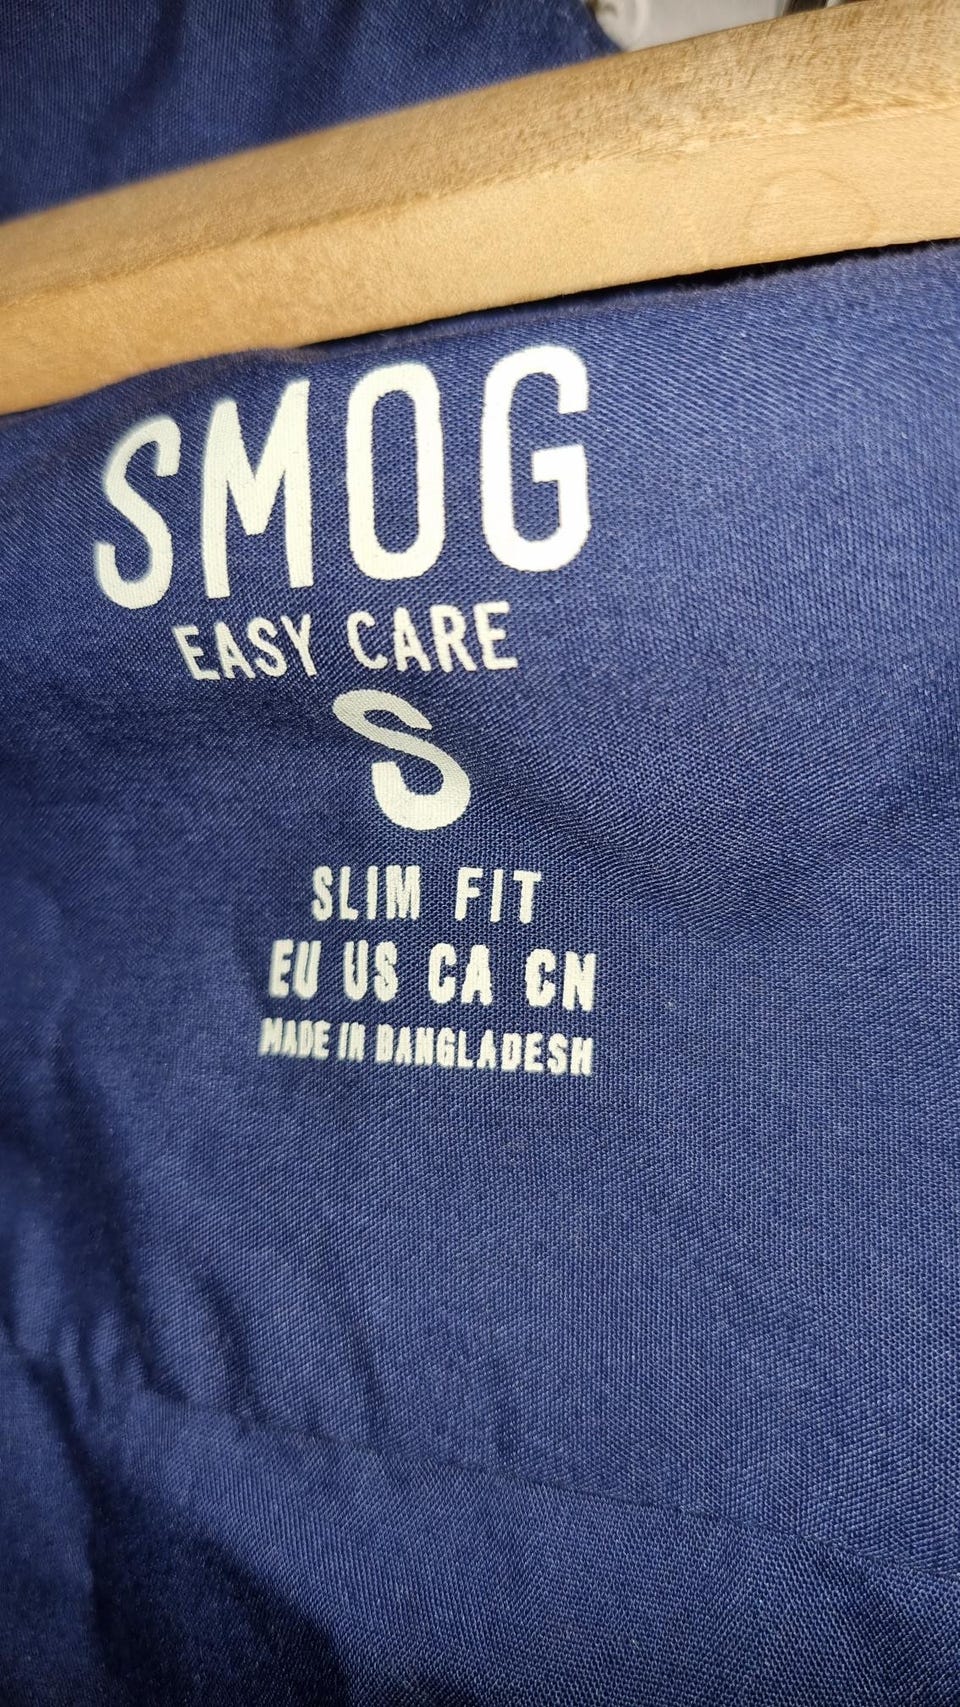 SMOG
EASY CARE
S
SLIM FIT
EU US CA CN
MADE IN BANGLADESH